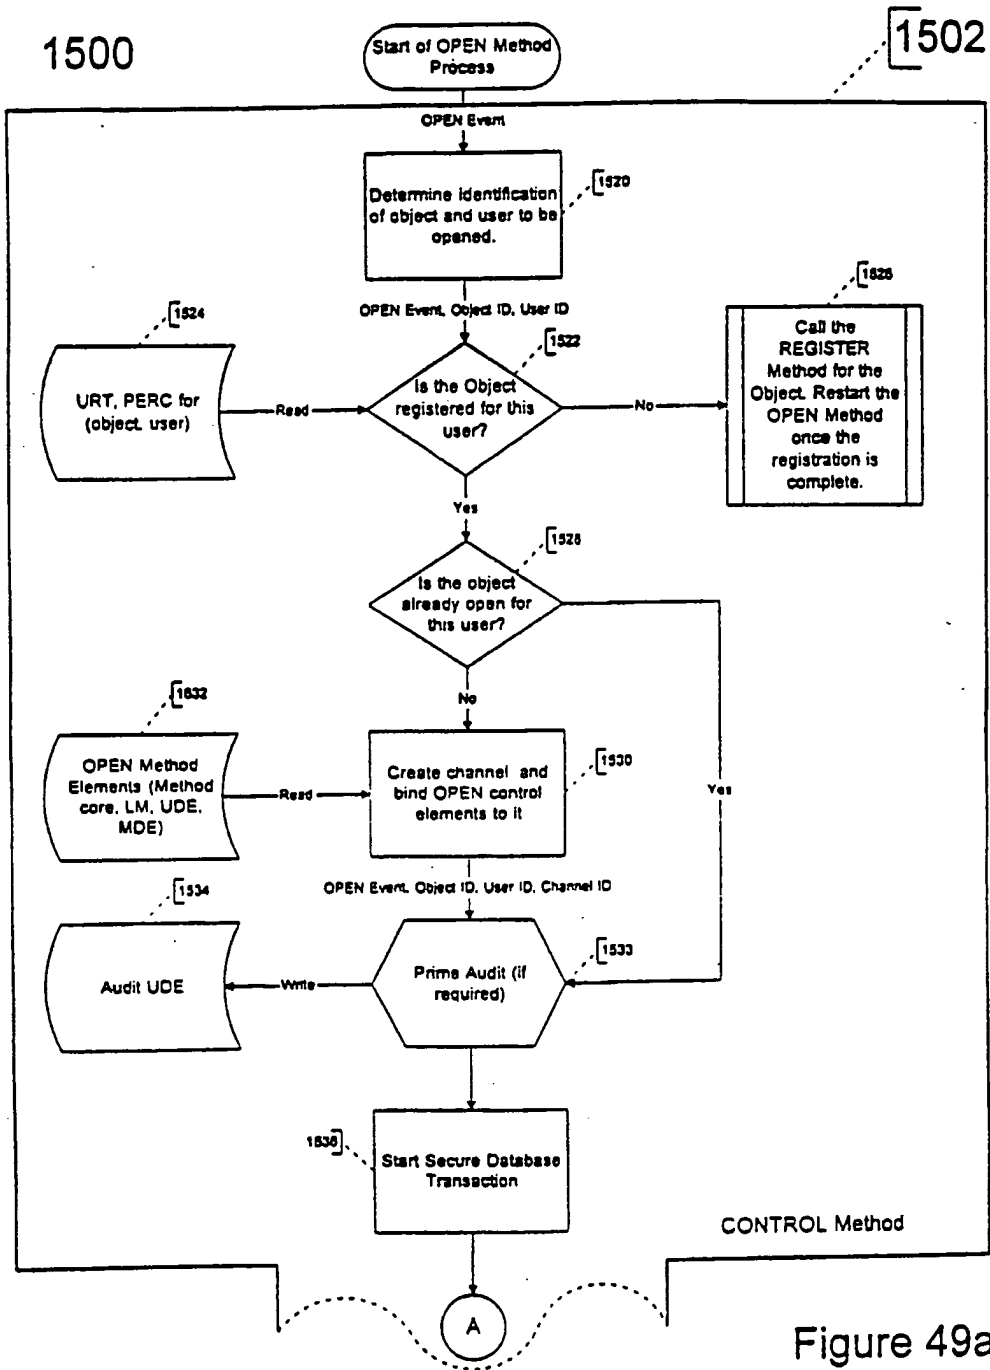 1500
1502
Start of OPEN Method
Process
OPEN Event
Determine identification
of object and user to be
opened.
1520
OPEN Event, Object ID, User ID
1524
URT, PERC for
(object, user)
Read
1522
Is the Object
registered for this
user?
No
1526
Call the
REGISTER
Method for the
Object. Restart the
OPEN Method
once the
registration is
complete.
Yes
1528
Is the object
already open for
this user?
Yes
No
1532
OPEN Method
Elements (Method
core, LM, UDE,
MDE)
Read
1530
Create channel and
bind OPEN control
elements to it
OPEN Event, Object ID, User ID, Channel ID
1534
Audit UDE
Write
1533
Prime Audit (if
required)
1536
Start Secure Database
Transaction
CONTROL Method
A
Figure 49a